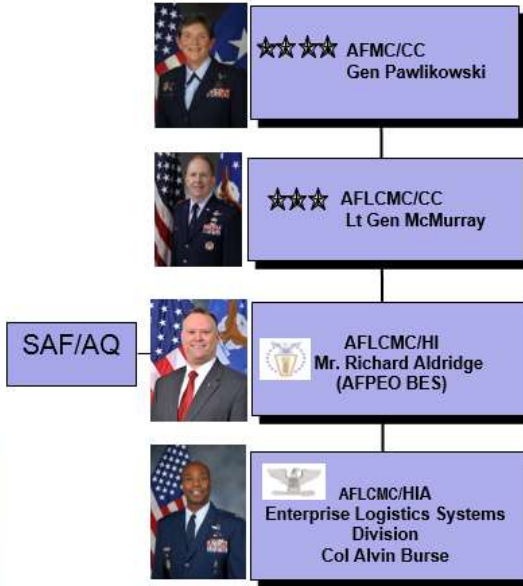 AFMC/CC
Gen Pawlikowski
AFLCMC/CC
Lt Gen McMurray
SAF/AQ
AFLCMC/HI
Mr. Richard Aldridge
(AFPEO BES)
AFLCMC/HIA
Enterprise Logistics Systems
Division
Col Alvin Burse